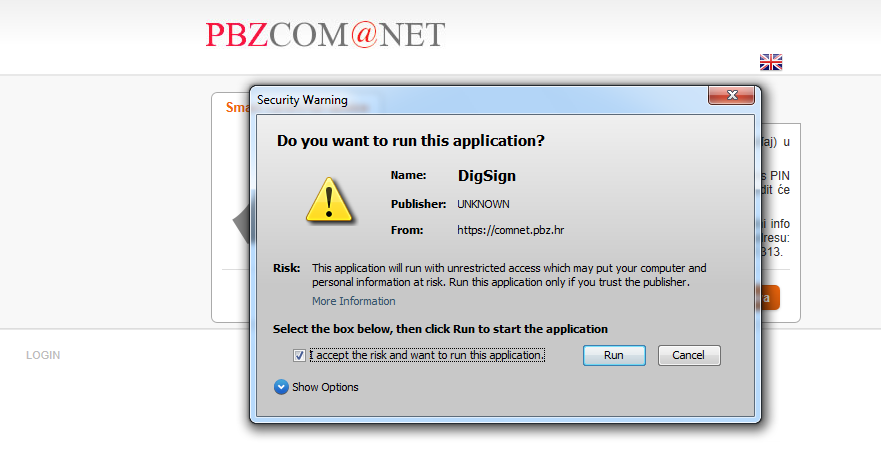 PBZCOM@NET
Security Warning
Sma
Do you want to run this application?
Name: DigSign
Publisher: UNKNOWN
From: https://comnet.pbz.hr
Risk: This application will run with unrestricted access which may put your computer and
personal information at risk. Run this application only if you trust the publisher.
More Information
Select the box below, then click Run to start the application
I accept the risk and want to run this application.
Run
Cancel
Show Options
aj) u
s PIN
dit će
i info
resu:
313.
a
LOGIN